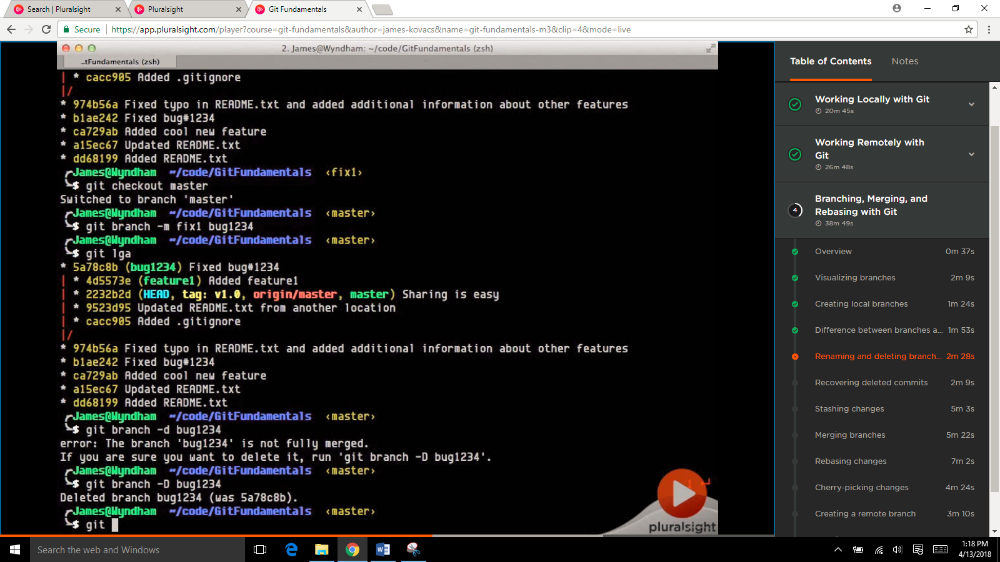 Search | Pluralsight
Pluralsight
Git Fundamentals
Secure
https://app.pluralsight.com/player?course=git-fundamentals&author=james-kovacs&name=git-fundamentals-m3&clip=4&mode=live
2. James@Wyndham: ~/code/GitFundamentals (zsh)
..tFundamentals (zsh)
| * cacc905 Added .gitignore
|/
* 974b56a Fixed typo in README.txt and added additional information about other features
* b1ae242 Fixed bug#1234
* ca729ab Added cool new feature
* a15ec67 Updated README.txt
* dd68199 Added README.txt
James@Wyndham ~/code/GitFundamentals ‹fix1›
$ git checkout master
Switched to branch 'master'
James@Wyndham ~/code/GitFundamentals ‹master›
$ git branch -m fix1 bug1234
James@Wyndham ~/code/GitFundamentals ‹master›
$ git lga
* 5a78c8b (bug1234) Fixed bug#1234
| * 4d5573e (feature1) Added feature1
| * 2232b2d (HEAD, tag: v1.0, origin/master, master) Sharing is easy
| * 9523d95 Updated README.txt from another location
| * cacc905 Added .gitignore
|/
* 974b56a Fixed typo in README.txt and added additional information about other features
* b1ae242 Fixed bug#1234
* ca729ab Added cool new feature
* a15ec67 Updated README.txt
* dd68199 Added README.txt
James@Wyndham ~/code/GitFundamentals ‹master›
$ git branch -d bug1234
error: The branch 'bug1234' is not fully merged.
If you are sure you want to delete it, run 'git branch -D bug1234'.
James@Wyndham ~/code/GitFundamentals ‹master›
$ git branch -D bug1234
Deleted branch bug1234 (was 5a78c8b).
James@Wyndham ~/code/GitFundamentals ‹master›
$ git
pluralsight
Table of Contents
Notes
Working Locally with Git
20m 45s
Working Remotely with
Git
26m 48s
4
Branching, Merging, and
Rebasing with Git
38m 49s
Overview 0m 37s
Visualizing branches 2m 9s
Creating local branches 1m 24s
Difference between branches a... 1m 53s
Renaming and deleting branch... 2m 28s
Recovering deleted commits 2m 9s
Stashing changes 5m 3s
Merging branches 5m 22s
Rebasing changes 7m 2s
Cherry-picking changes 4m 24s
Creating a remote branch 3m 10s
Search the web and Windows
1:18 PM
4/13/2018